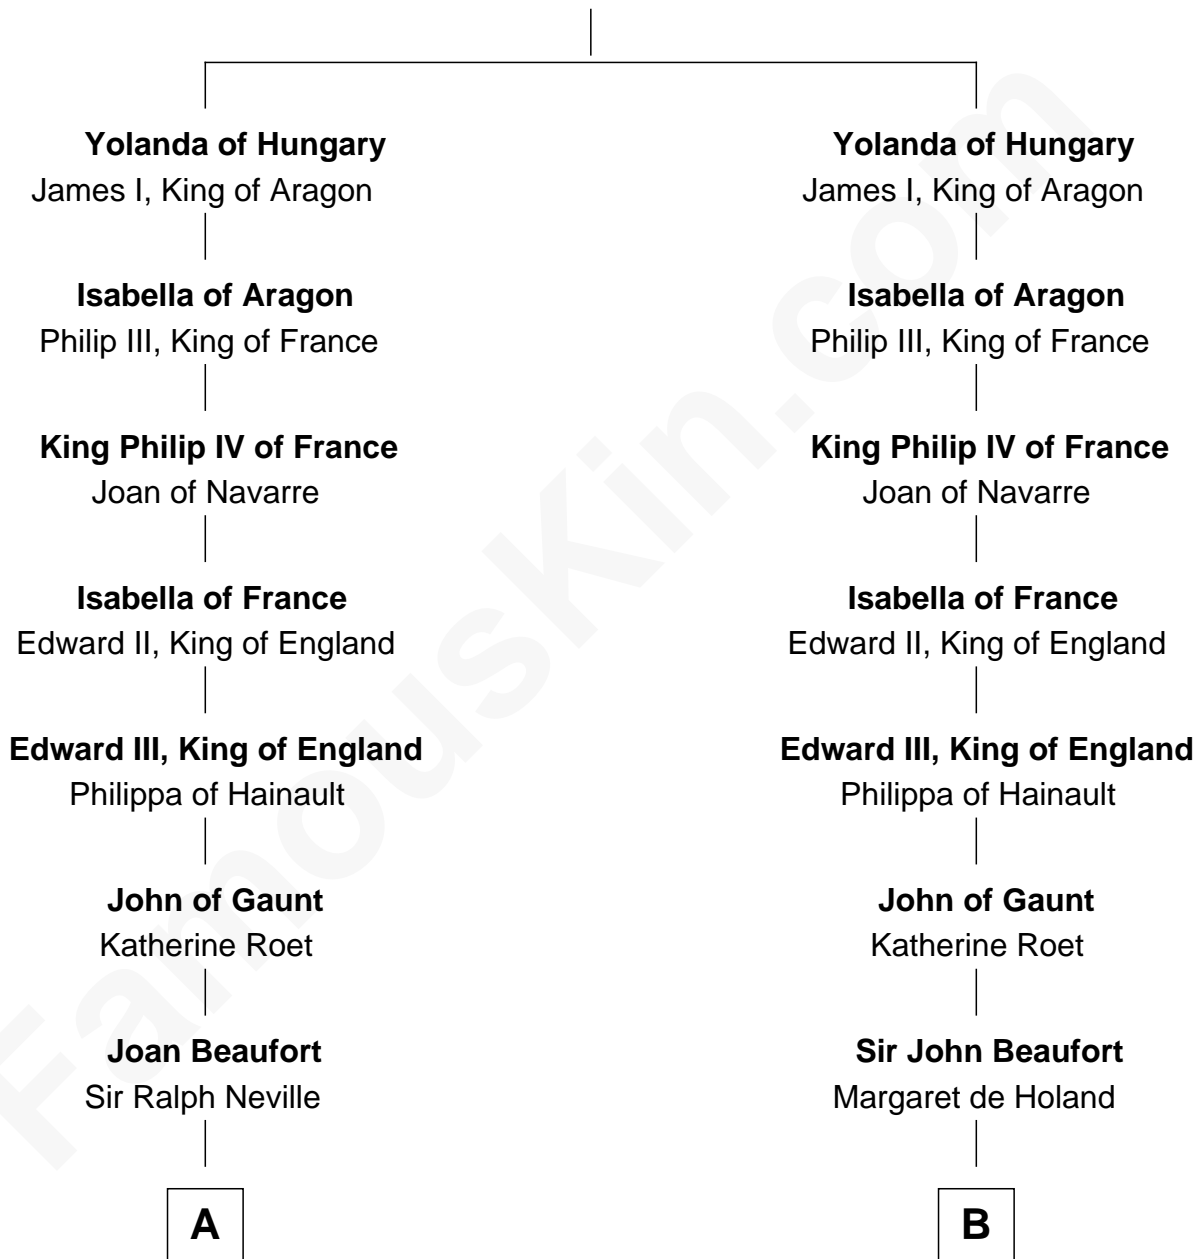 Yolanda of Hungary
James I, King of Aragon
Isabella of Aragon
Philip III, King of France
King Philip IV of France
Joan of Navarre
Isabella of France
Edward II, King of England
Edward III, King of England
Philippa of Hainault
John of Gaunt
Katherine Roet
Joan Beaufort
Sir Ralph Neville
A
Yolanda of Hungary
James I, King of Aragon
Isabella of Aragon
Philip III, King of France
King Philip IV of France
Joan of Navarre
Isabella of France
Edward II, King of England
Edward III, King of England
Philippa of Hainault
John of Gaunt
Katherine Roet
Sir John Beaufort
Margaret de Holand
B
FamousKin.com